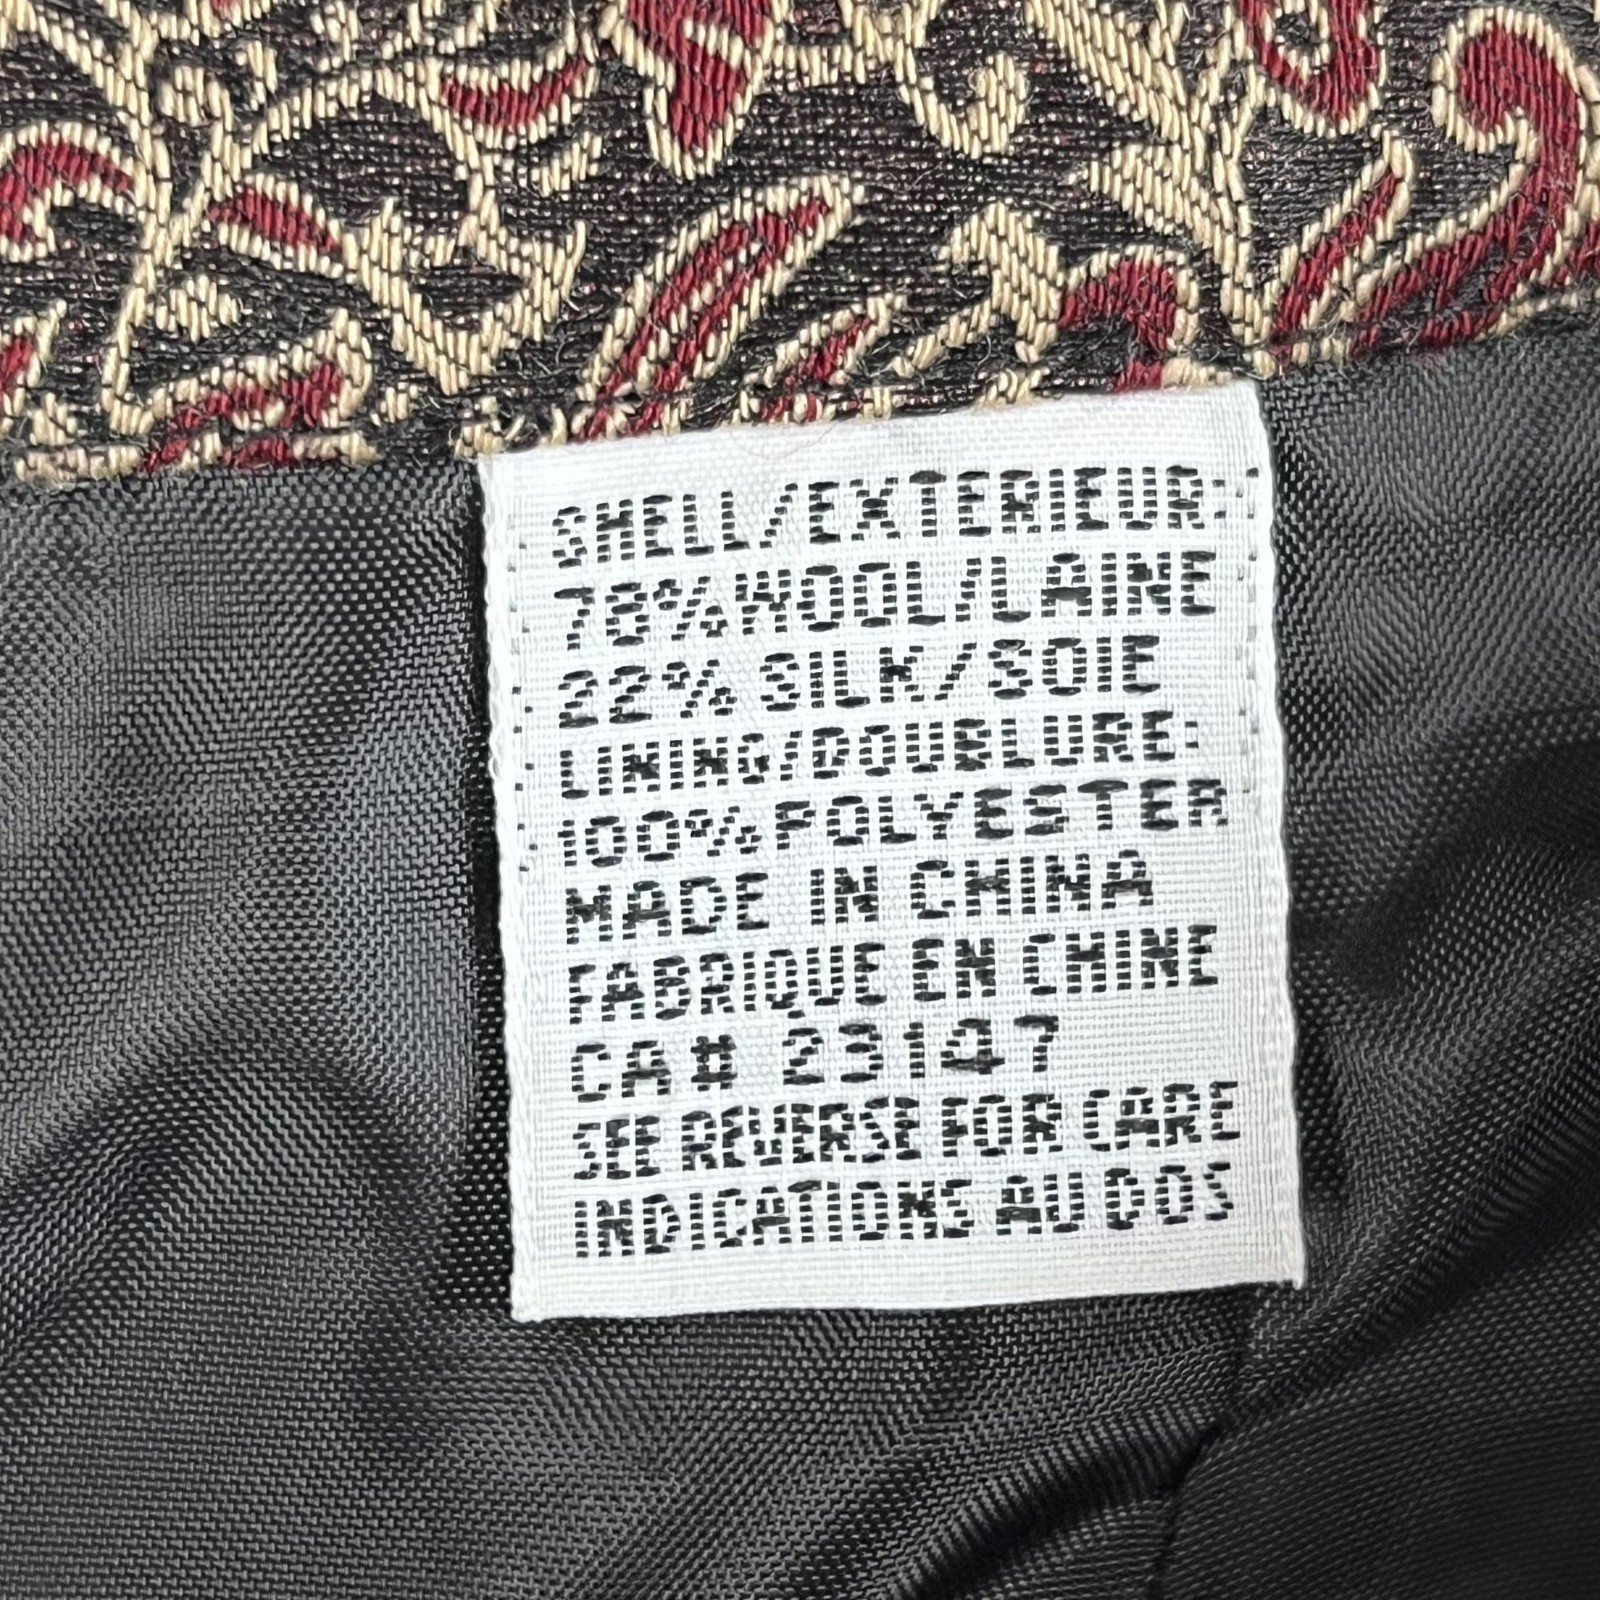 SHELL/EXTERIEUR:
78%WOOL/LAINE
22% SILK/SOIE
LINING/DOUBLURE:
100%POLYESTER
MADE IN CHINA
FABRIQUE EN CHINE
CA# 23147
SEE REVERSE FOR CARE
INDICATIONS AU DOS